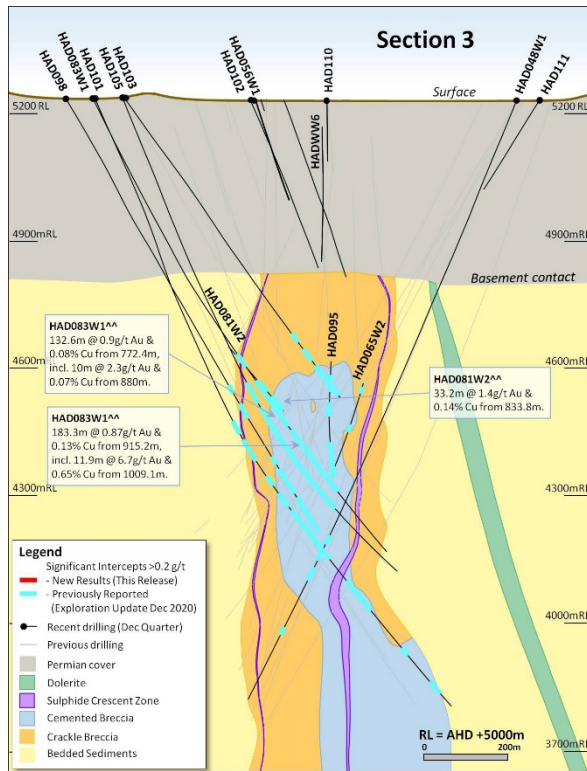 Section 3
HAD098
HAD083W1
HAD101
HAD105
HAD103
HAD056W1
HAD102
HAD110
HAD048W1
HAD111
Surface
5200 RL
5200 RL
HADWW6
4900mRL
4900mRL
Basement contact
HAD081W2
HAD095
HAD065W2
HAD083W1^^
132.6m @ 0.9g/t Au &
0.08% Cu from 772.4m,
incl. 10m @ 2.3g/t Au &
0.07% Cu from 880m.
4600mRL
4600mRL
HAD081W2^^
33.2m @ 1.4g/t Au &
0.14% Cu from 833.8m.
HAD083W1^^
183.3m @ 0.87g/t Au &
0.13% Cu from 915.2m,
incl. 11.9m @ 6.7g/t Au &
0.65% Cu from 1009.1m.
4300mRL
4300mRL
Legend
Significant Intercepts >0.2 g/t
- New Results (This Release)
- Previously Reported
(Exploration Update Dec 2020)
Recent drilling (Dec Quarter)
Previous drilling
Permian cover
Dolerite
Sulphide Crescent Zone
Cemented Breccia
Crackle Breccia
Bedded Sediments
4000mRL
3700mRL
RL = AHD +5000m
0 200m